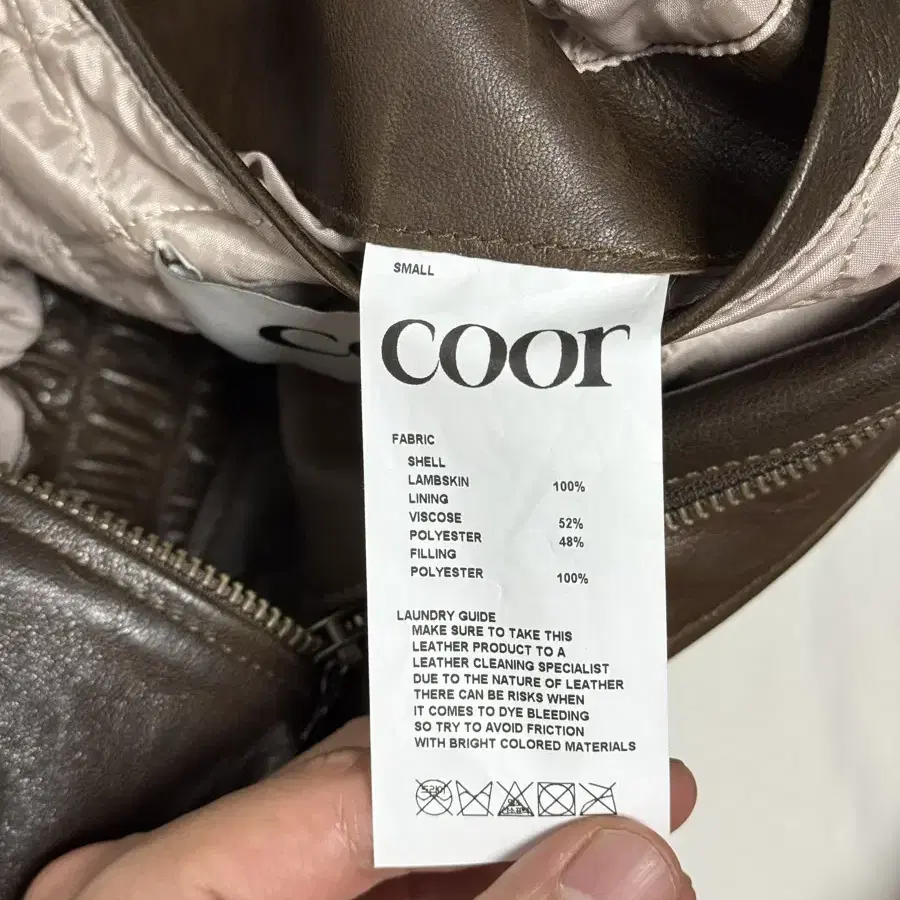 SMALL
coor
FABRIC
SHELL
LAMBSKIN 100%
LINING
VISCOSE 52%
POLYESTER 48%
FILLING
POLYESTER 100%
LAUNDRY GUIDE
MAKE SURE TO TAKE THIS
LEATHER PRODUCT TO A
LEATHER CLEANING SPECIALIST
DUE TO THE NATURE OF LEATHER
THERE CAN BE RISKS WHEN
IT COMES TO DYE BLEEDING
SO TRY TO AVOID FRICTION
WITH BRIGHT COLORED MATERIALS